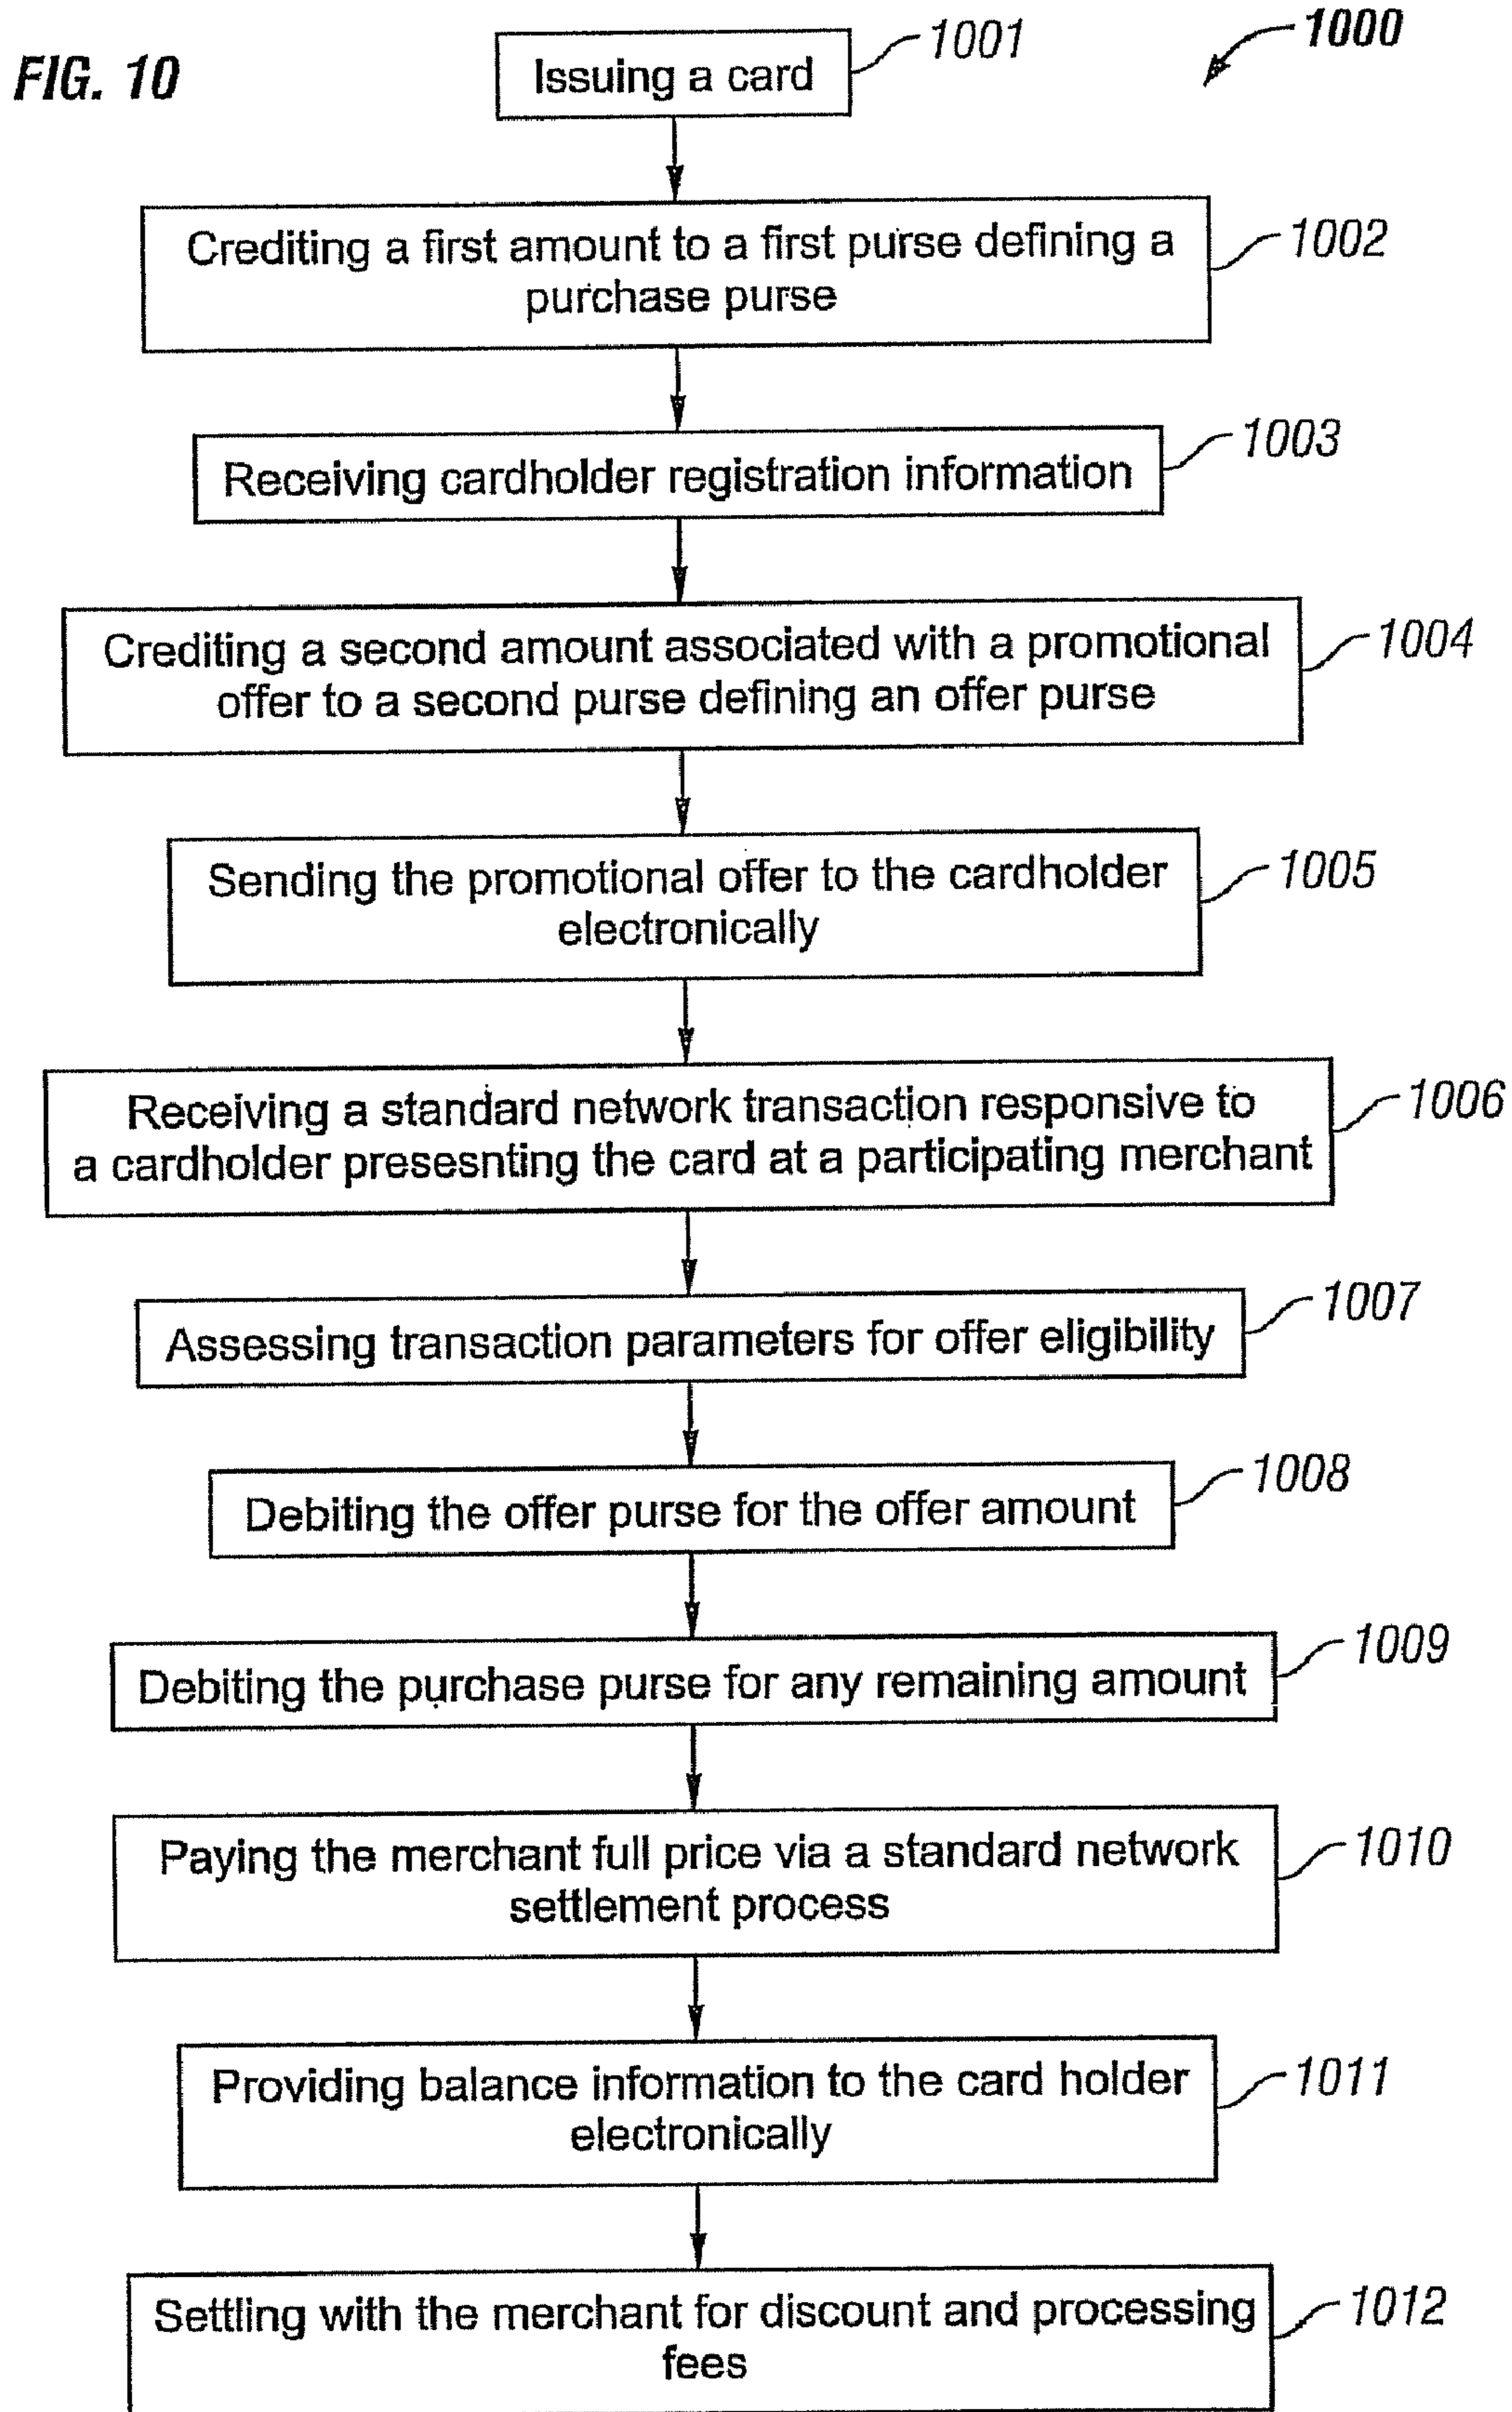 FIG. 10
1000
Issuing a card
1001
Crediting a first amount to a first purse defining a
purchase purse
1002
Receiving cardholder registration information
1003
Crediting a second amount associated with a promotional
offer to a second purse defining an offer purse
1004
Sending the promotional offer to the cardholder
electronically
1005
Receiving a standard network transaction responsive to
a cardholder presesnting the card at a participating merchant
1006
Assessing transaction parameters for offer eligibility
1007
Debiting the offer purse for the offer amount
1008
Debiting the purchase purse for any remaining amount
1009
Paying the merchant full price via a standard network
settlement process
1010
Providing balance information to the card holder
electronically
1011
Settling with the merchant for discount and processing
fees
1012